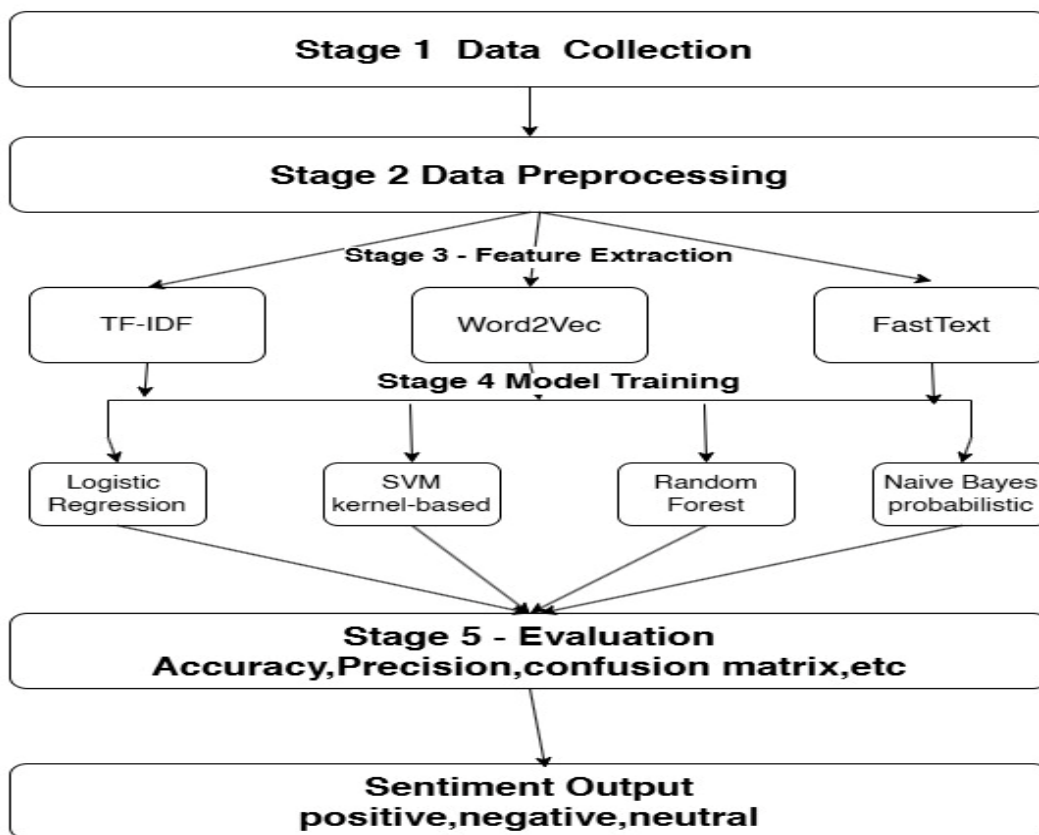 Stage 1 Data Collection
Stage 2 Data Preprocessing
Stage 3 - Feature Extraction
TF-IDF
Word2Vec
FastText
Stage 4 Model Training
Logistic
Regression
SVM
kernel-based
Random
Forest
Naive Bayes
probabilistic
Stage 5 - Evaluation
Accuracy,Precision,confusion matrix,etc
Sentiment Output
positive,negative,neutral